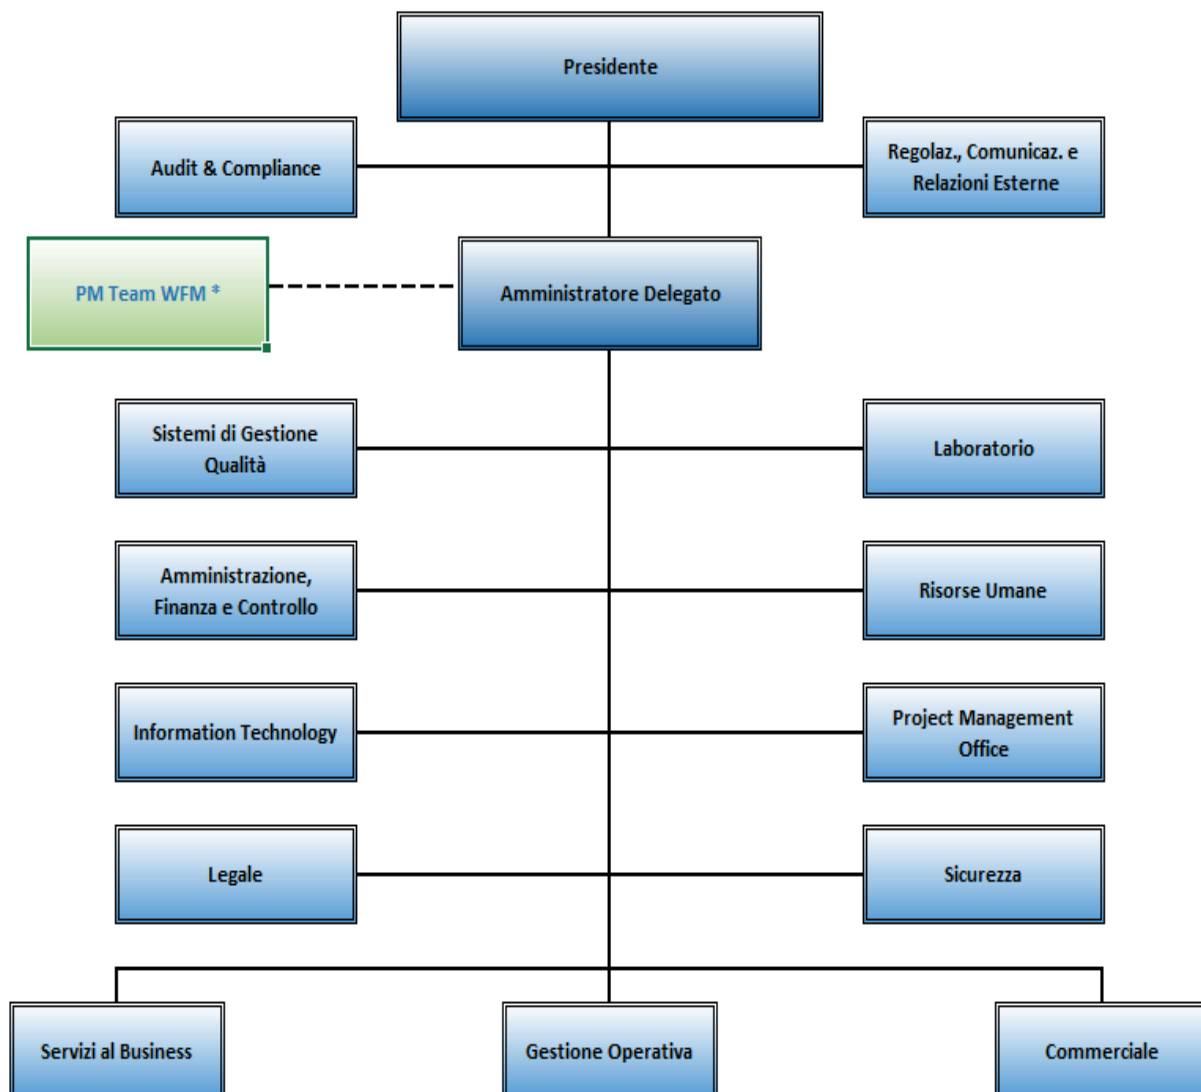 Presidente
Audit & Compliance
Regolaz., Comunicaz. e
Relazioni Esterne
PM Team WFM *
Amministratore Delegato
Sistemi di Gestione
Qualità
Laboratorio
Amministrazione,
Finanza e Controllo
Risorse Umane
Information Technology
Project Management
Office
Legale
Sicurezza
Servizi al Business
Gestione Operativa
Commerciale